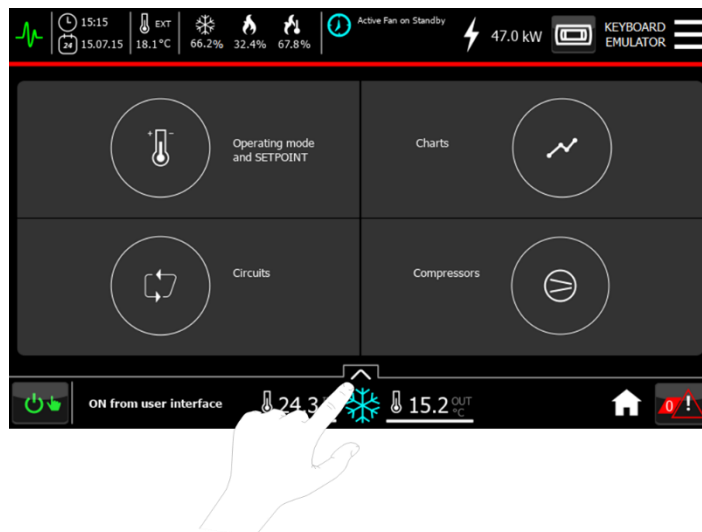 15:15
24 15.07.15
EXT
18.1°C
66.2% 32.4% 67.8%
Active Fan on Standby
47.0 kW
KEYBOARD
EMULATOR
Operating mode
and SETPOINT
Charts
Circuits
Compressors
ON from user interface
24.3
15.2 OUT
°C
0 !